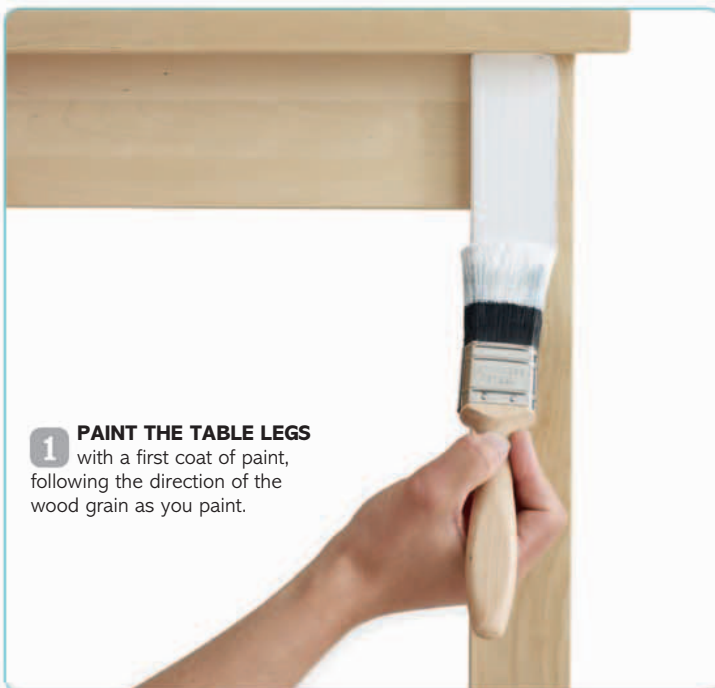 1 PAINT THE TABLE LEGS
with a first coat of paint,
following the direction of the
wood grain as you paint.